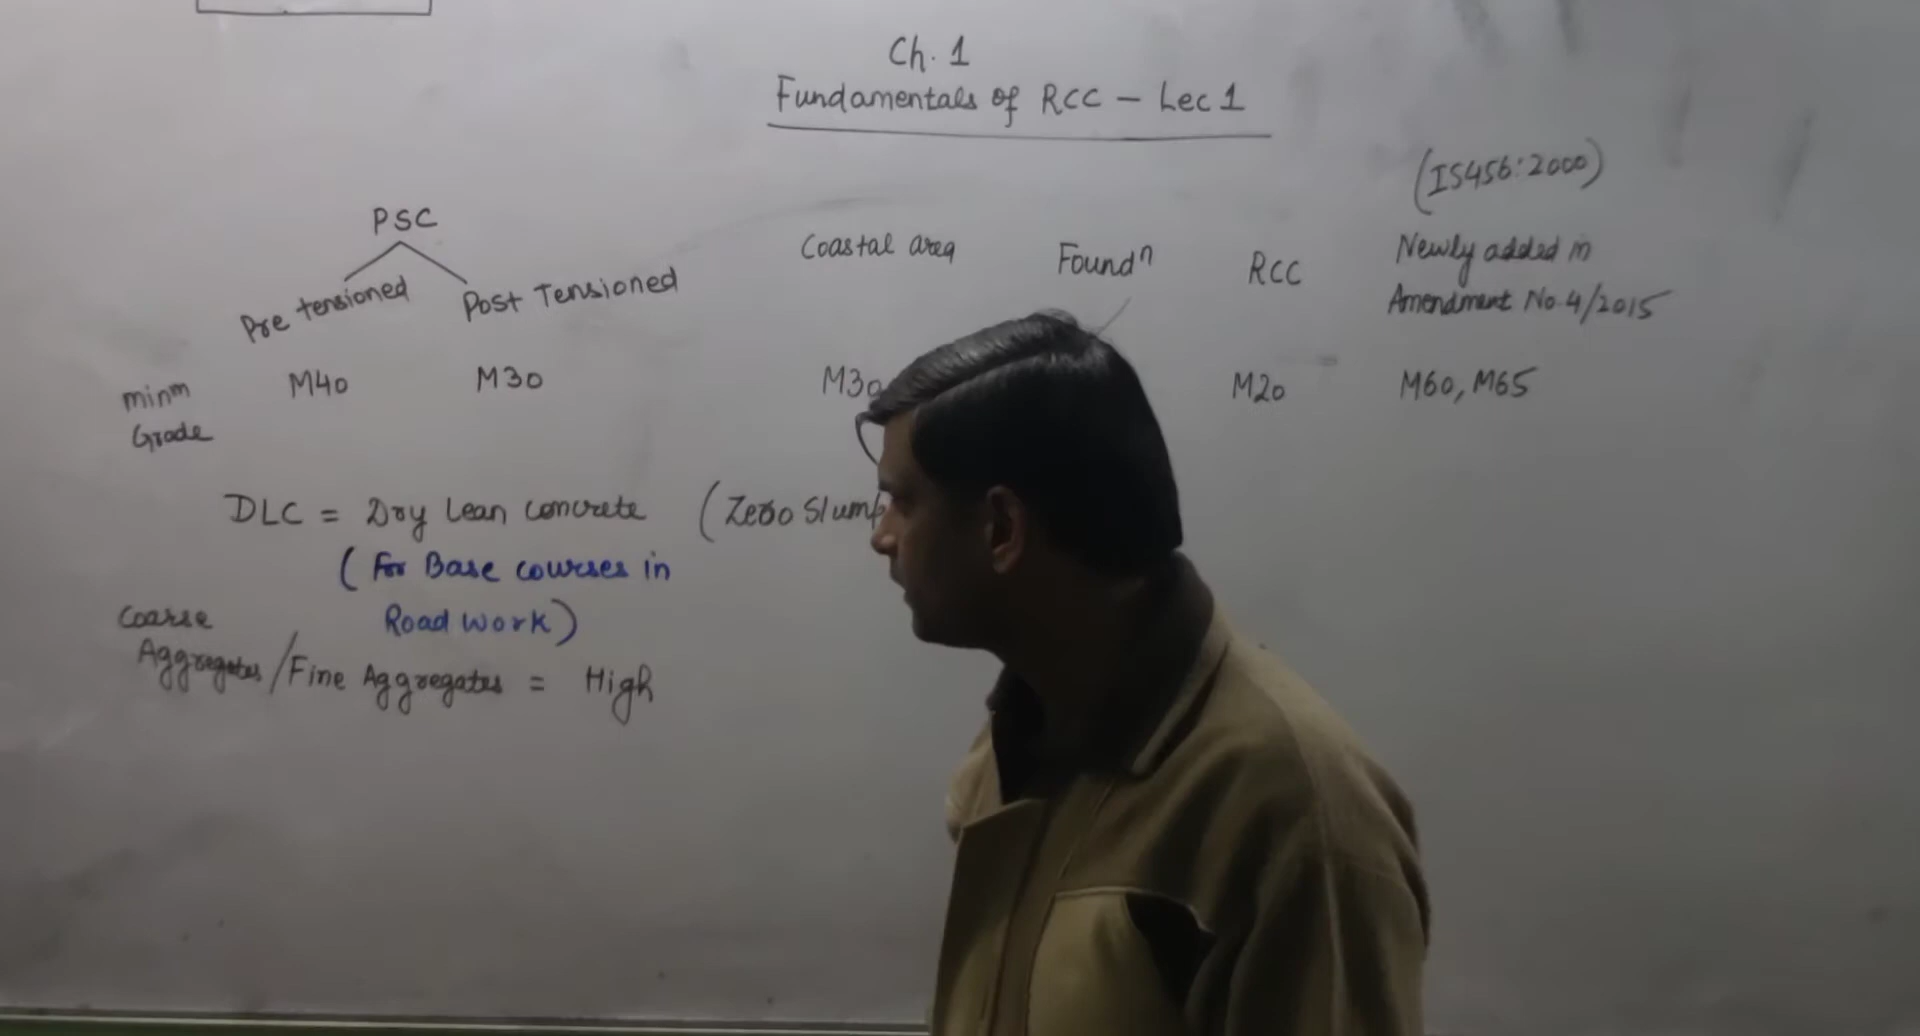 Ch. 1
Fundamentals of RCC - Lec 1
(IS456:2000)
PSC
Coastal area
Foundn
RCC
Newly added in
Amendment No 4/2015
Pre tensioned
Post Tensioned
minm
Grade
M40
M30
M30
M20
M60, M65
DLC = Dry Lean concrete (Zero Slump
(For Base courses in
Road work)
Coarse
Aggregates/Fine Aggregates = High